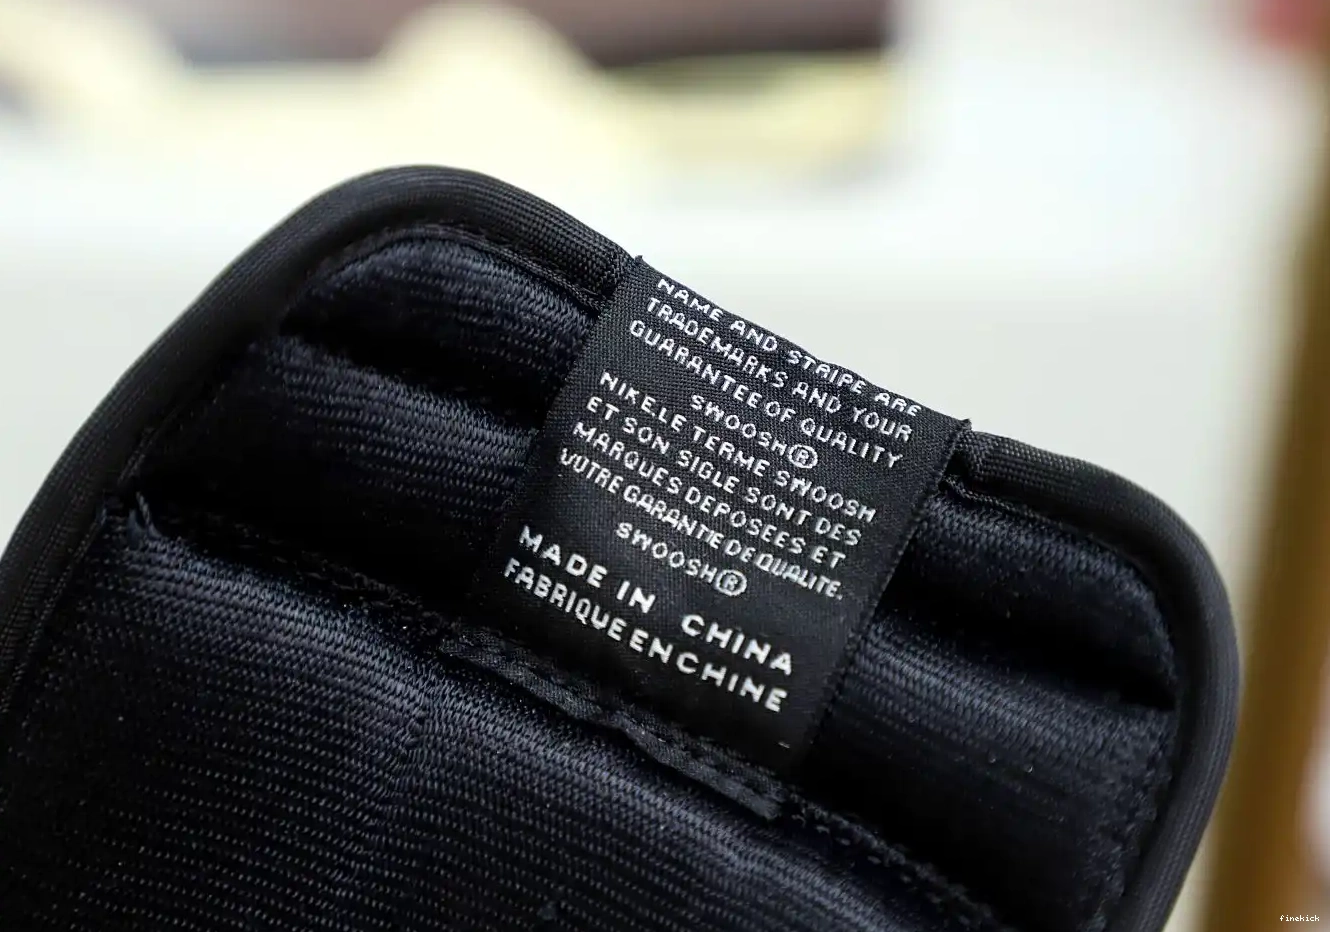 NAME AND STRIPE ARE
TRADEMARKS AND YOUR
GUARANTEE OF QUALITY
SWOOSH®
NIKE.LE TERME SWOOSH
ET SON SIGLE SONT DES
MARQUES DEPOSEES ET
VOTRE GARANTIE DE QUALITE.
SWOOSH®
MADE IN CHINA
FABRIQUE EN CHINE
finekick